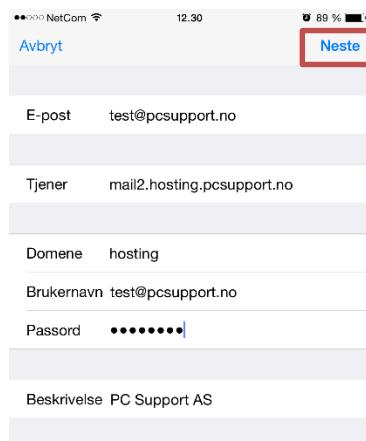 NetCom 12.30 89 %
Avbryt Neste
E-post test@pcsupport.no
Tjener mail2.hosting.pcsupport.no
Domene hosting
Brukernavn test@pcsupport.no
Passord ••••••••
Beskrivelse PC Support AS